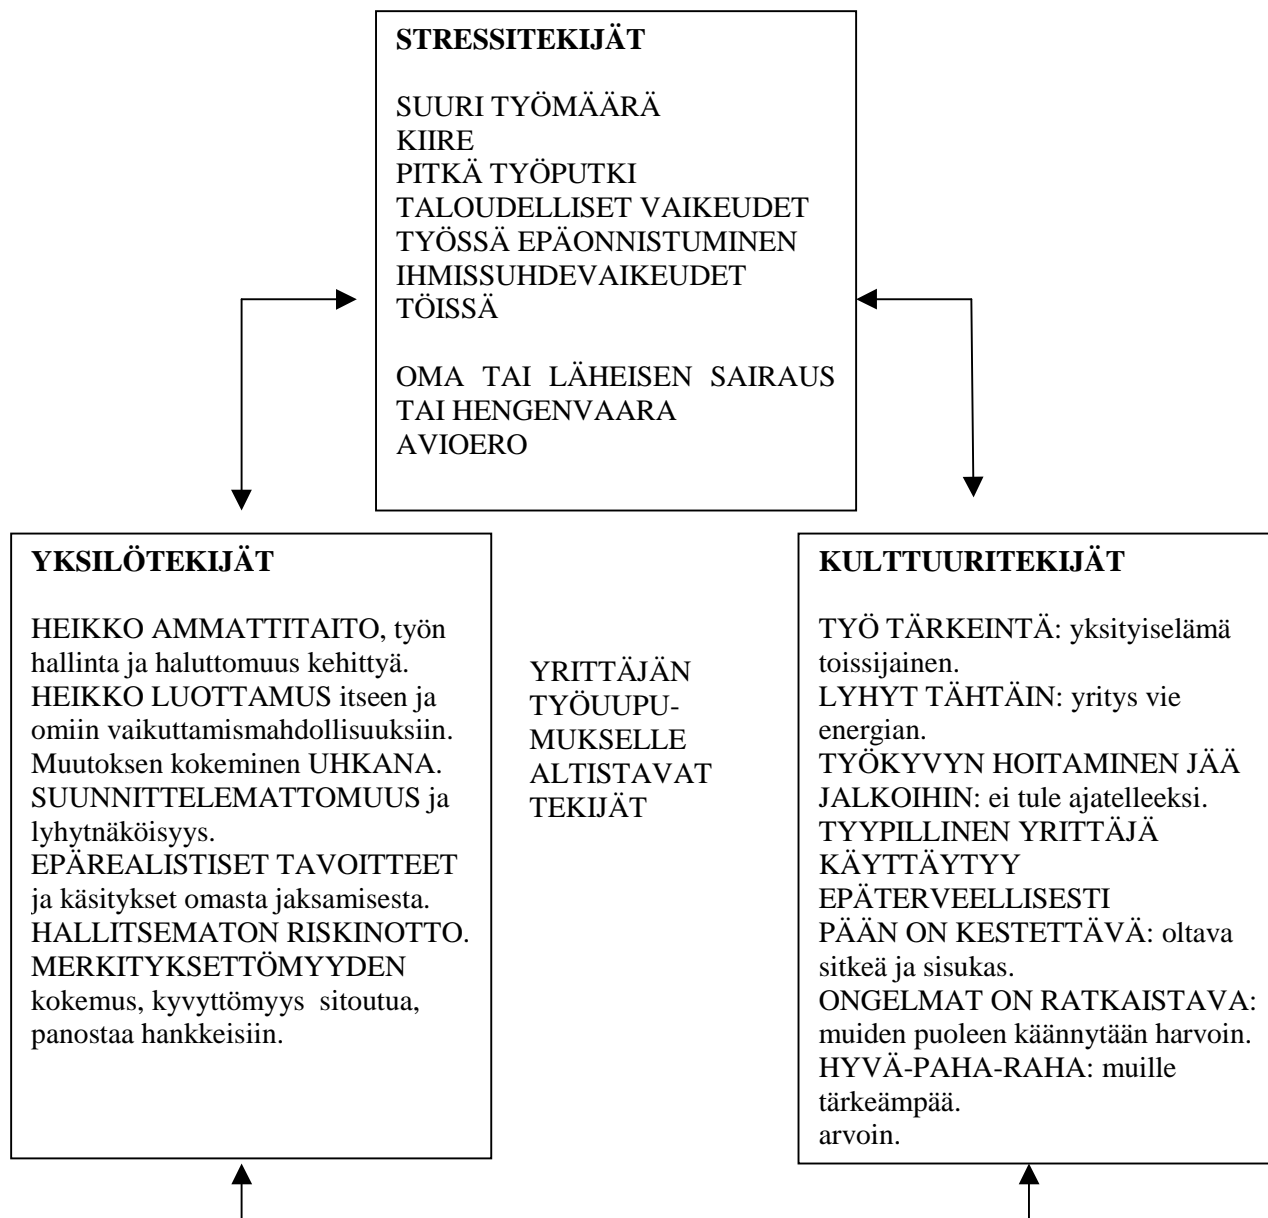 STRESSITEKIJÄT
SUURI TYÖMÄÄRÄ
KIIRE
PITKÄ TYÖPUTKI
TALOUDELLISET VAIKEUDET
TYÖSSÄ EPÄONNISTUMINEN
IHMISSUHDEVAIKEUDET
TÖISSÄ
OMA TAI LÄHEISEN SAIRAUS
TAI HENGENVAARA
AVIOERO
YKSILÖTEKIJÄT
HEIKKO AMMATTITAITO, työn
hallinta ja haluttomuus kehittyä.
HEIKKO LUOTTAMUS itseen ja
omiin vaikuttamismahdollisuuksiin.
Muutoksen kokeminen UHKANA.
SUUNNITTELEMATTOMUUS ja
lyhytnäköisyys.
EPÄREALISTISET TAVOITTEET
ja käsitykset omasta jaksamisesta.
HALLITSEMATON RISKINOTTO.
MERKITYKSETTÖMYYDEN
kokemus, kyvyttömyys sitoutua,
panostaa hankkeisiin.
YRITTÄJÄN
TYÖUUPU-
MUKSELLE
ALTISTAVAT
TEKIJÄT
KULTTUURITEKIJÄT
TYÖ TÄRKEINTÄ: yksityiselämä
toissijainen.
LYHYT TÄHTÄIN: yritys vie
energian.
TYÖKYVYN HOITAMINEN JÄÄ
JALKOIHIN: ei tule ajatelleeksi.
TYYPILLINEN YRITTÄJÄ
KÄYTTÄYTYY
EPÄTERVEELLISESTI
PÄÄN ON KESTETTÄVÄ: oltava
sitkeä ja sisukas.
ONGELMAT ON RATKAISTAVA:
muiden puoleen käännytään harvoin.
HYVÄ-PAHA-RAHA: muille
tärkeämpää.
arvoin.